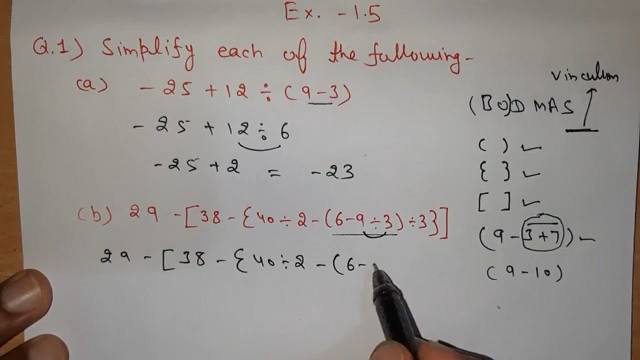 Ex. - 1.5
Q.1) Simplify each of the following-
(a) - 25 + 12 ÷ (9-3)
- 25 + 12 ÷ 6
- 25 + 2 = - 23
(b) 29 - [38 - {40 ÷ 2 - (6-9 ÷ 3) ÷ 3}]
29 - [38 - {40 ÷ 2 - (6-
vinculum
(BO)DMAS
( ) ✓
{ } ✓
[ ] ✓
(9 - 3+7) ✓
(9 - 10)